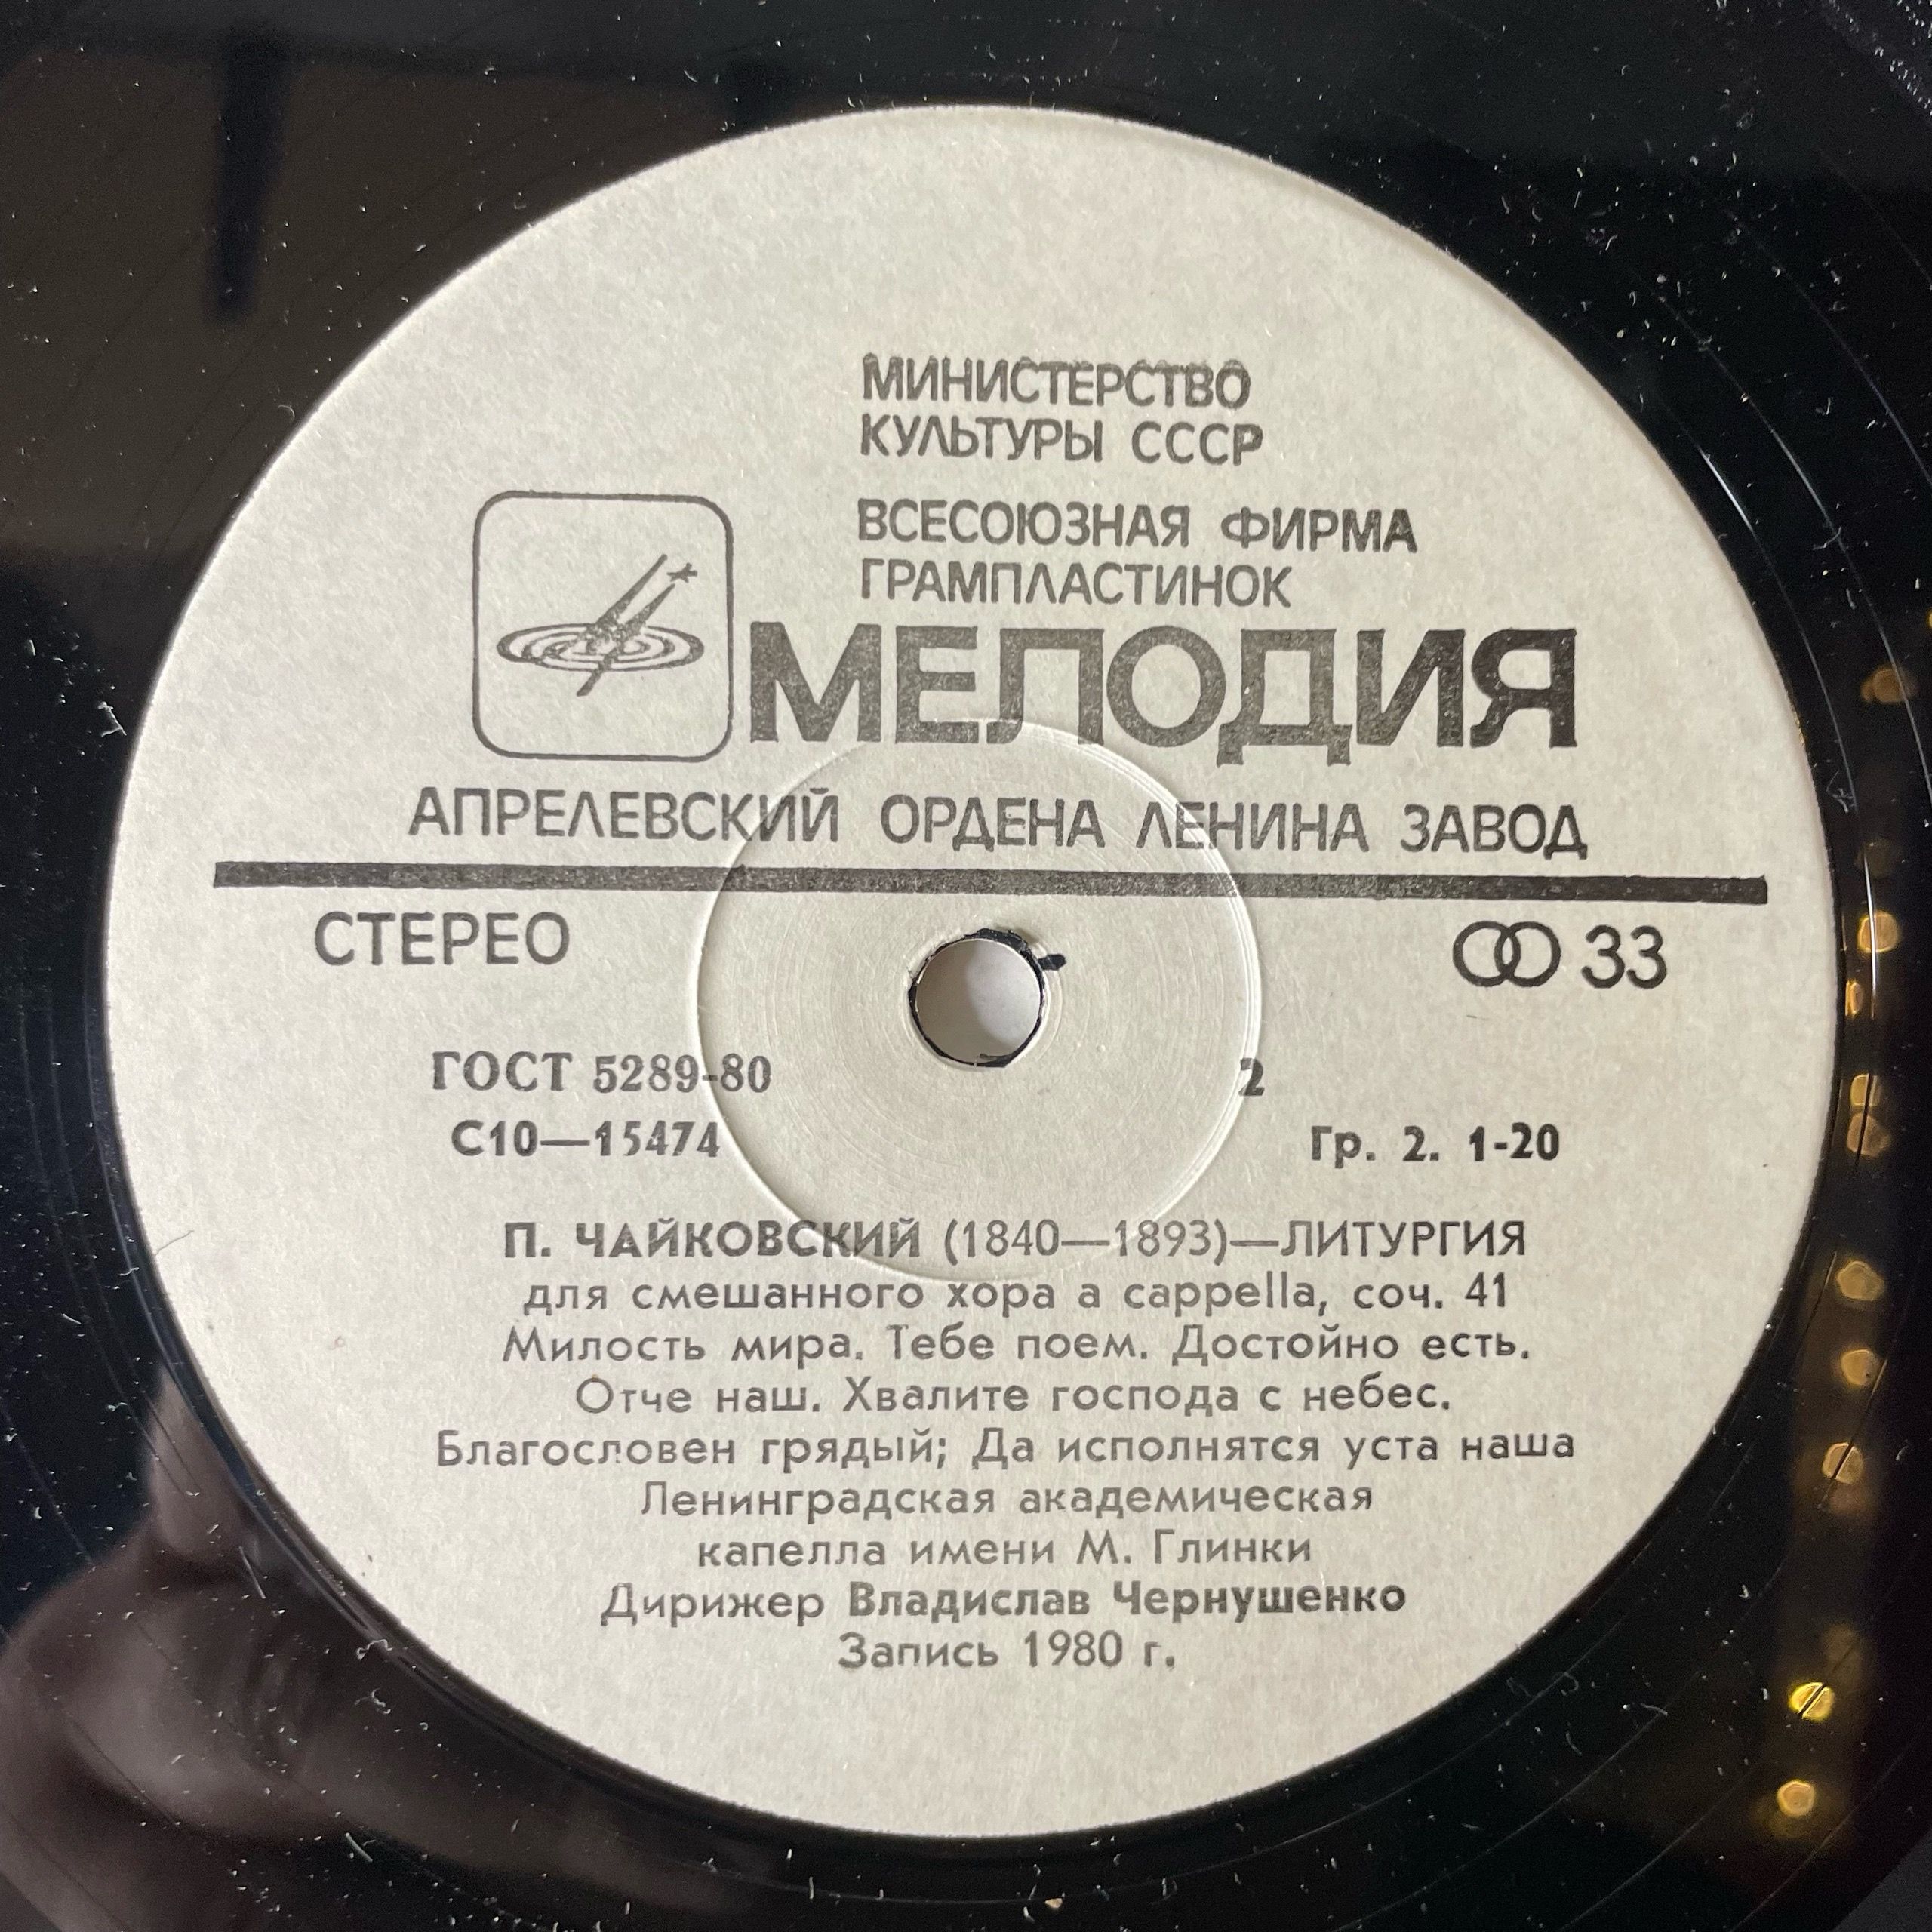 МИНИСТЕРСТВО
КУЛЬТУРЫ СССР
ВСЕСОЮЗНАЯ ФИРМА
ГРАМПЛАСТИНОК
МЕЛОДИЯ
АПРЕЛЕВСКИЙ ОРДЕНА ЛЕНИНА ЗАВОД
СТЕРЕО 33
ГОСТ 5289-80 2
С10—15474 Гр. 2. 1-20
П. ЧАЙКОВСКИЙ (1840—1893)—ЛИТУРГИЯ
для смешанного хора a cappella, соч. 41
Милость мира. Тебе поем. Достойно есть.
Отче наш. Хвалите господа с небес.
Благословен грядый; Да исполнятся уста наша
Ленинградская академическая
капелла имени М. Глинки
Дирижер Владислав Чернушенко
Запись 1980 г.